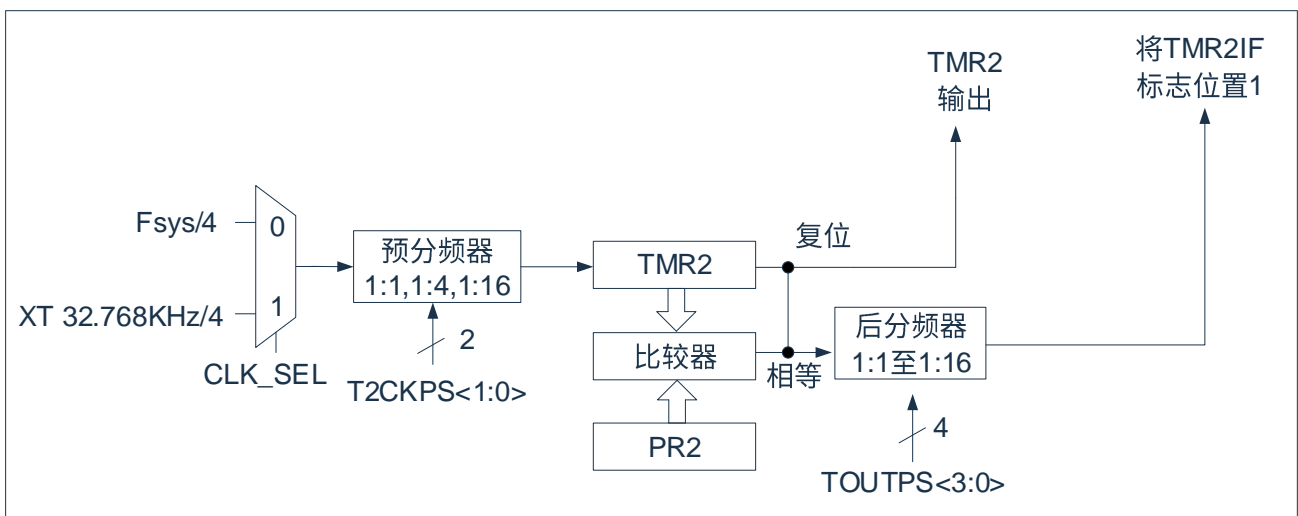 TMR2
输出
将TMR2IF
标志位置1
Fsys/4
0
预分频器
1:1,1:4,1:16
TMR2
复位
XT 32.768KHz/4
1
2
比较器
相等
后分频器
1:1至1:16
CLK_SEL
T2CKPS<1:0>
PR2
4
TOUTPS<3:0>